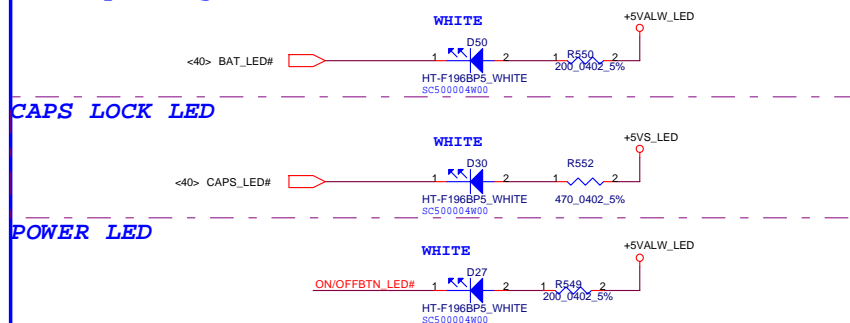 WHITE
+5VALW_LED
D50
<40> BAT_LED#
1
2
1
R550
2
200_0402_5%
HT-F196BP5_WHITE
SC500004W00
CAPS LOCK LED
WHITE
+5VS_LED
D30
R552
<40> CAPS_LED#
1
2
1
2
HT-F196BP5_WHITE
470_0402_5%
SC500004W00
POWER LED
WHITE
+5VALW_LED
D27
ON/OFFBTN_LED#
1
2
1
R549
2
200_0402_5%
HT-F196BP5_WHITE
SC500004W00